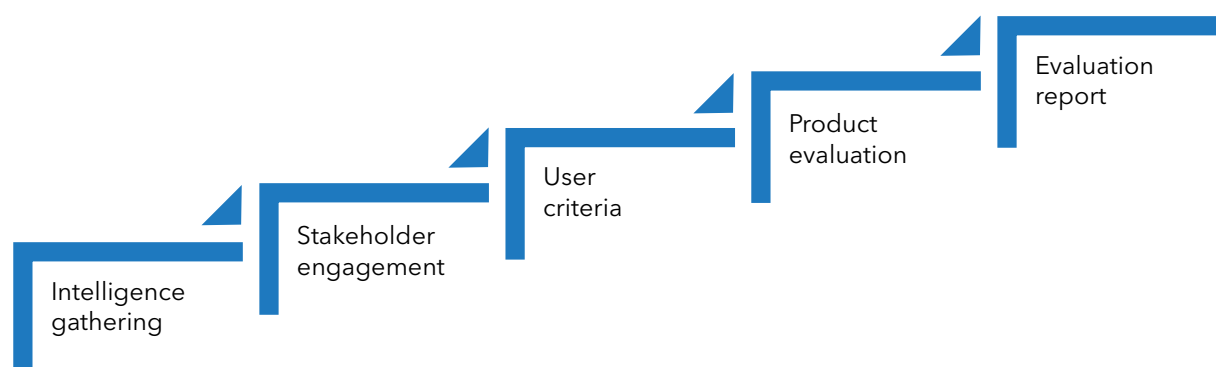 Intelligence
gathering
Stakeholder
engagement
User
criteria
Product
evaluation
Evaluation
report